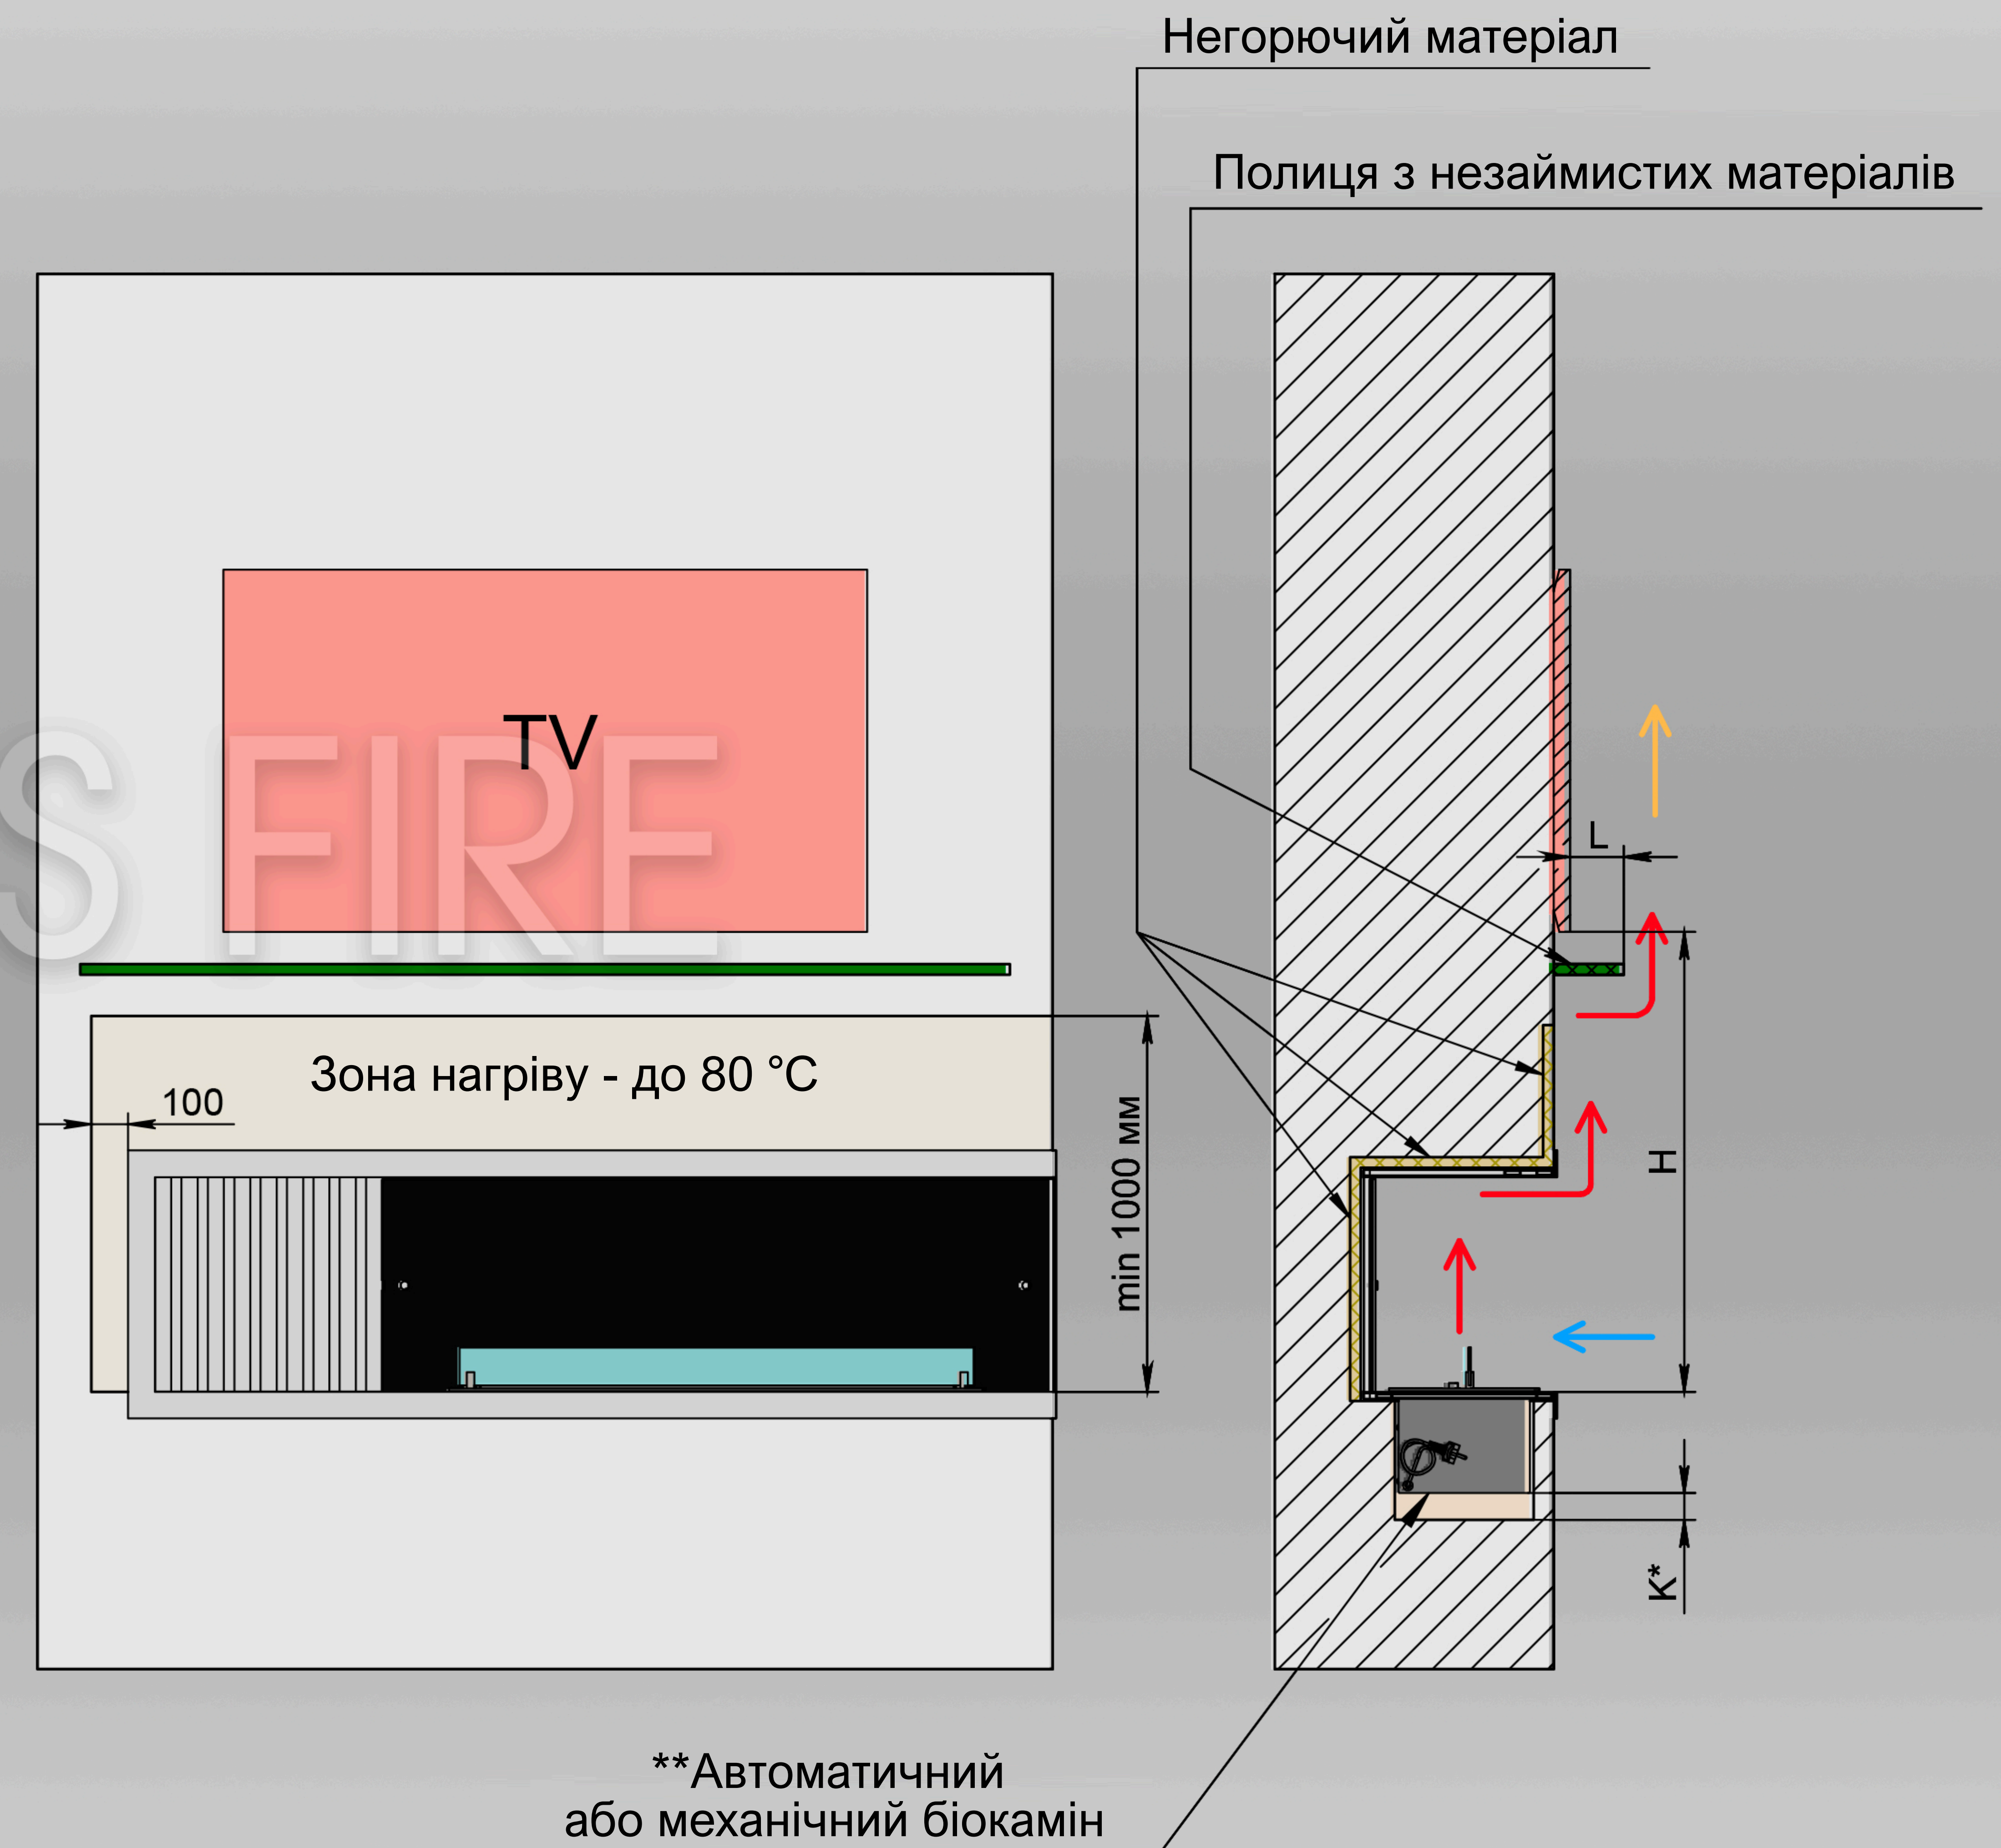 Негорючий матеріал
Полиця з незаймистих матеріалів
TV
S FIRE
L
Зона нагріву - до 80 °C
100
min 1000 мм
H
K*
**Автоматичний
або механічний біокамін